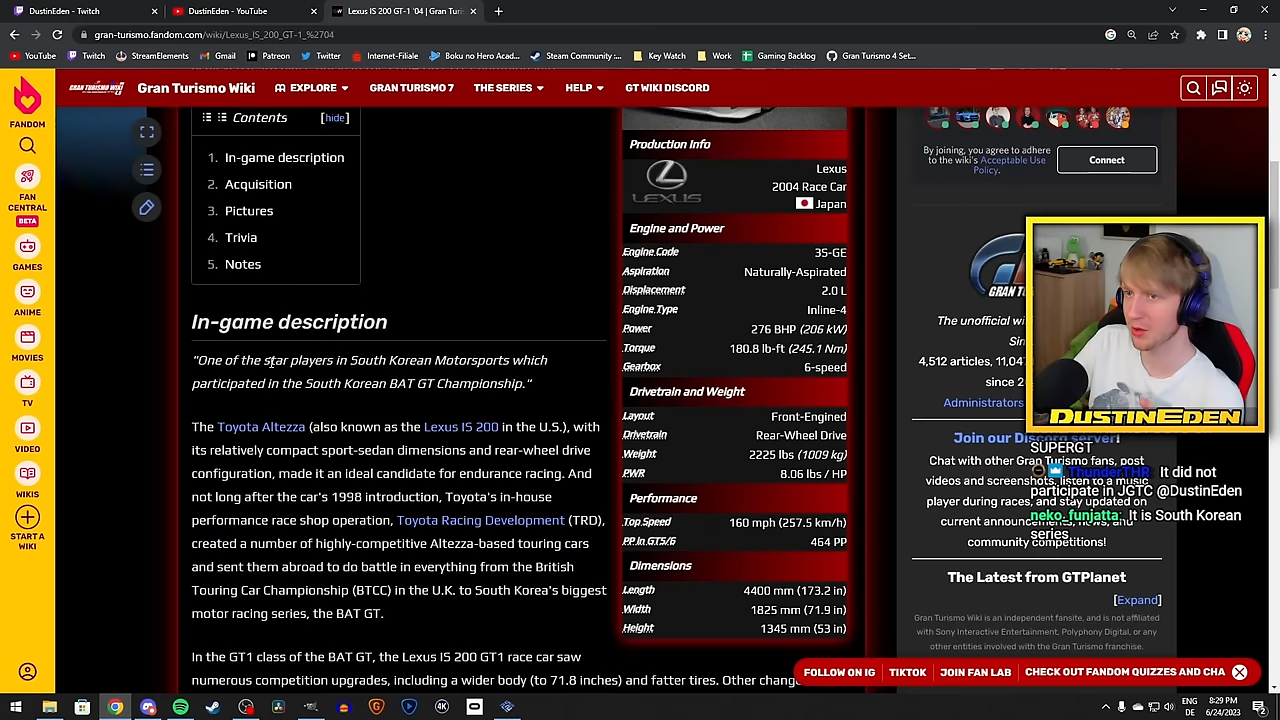 DustinEden - Twitch
DustinEden - YouTube
Lexus IS 200 GT-1 '04 | Gran Turis
gran-turismo.fandom.com/wiki/Lexus_IS_200_GT-1_%2704
YouTube
Twitch
StreamElements
Gmail
Patreon
Twitter
Internet-Filiale
Boku no Hero Acad...
Steam Community :...
Key Watch
Work
Gaming Backlog
Gran Turismo 4 Set...
Gran Turismo Wiki
EXPLORE
GRAN TURISMO 7
THE SERIES
HELP
GT WIKI DISCORD
FANDOM
FAN
CENTRAL
BETA
GAMES
ANIME
MOVIES
TV
VIDEO
WIKIS
START A
WIKI
Contents [hide]
1. In-game description
2. Acquisition
3. Pictures
4. Trivia
5. Notes
In-game description
"One of the star players in South Korean Motorsports which
participated in the South Korean BAT GT Championship."
The Toyota Altezza (also known as the Lexus IS 200 in the U.S.), with
its relatively compact sport-sedan dimensions and rear-wheel drive
configuration, made it an ideal candidate for endurance racing. And
not long after the car's 1998 introduction, Toyota's in-house
performance race shop operation, Toyota Racing Development (TRD),
created a number of highly-competitive Altezza-based touring cars
and sent them abroad to do battle in everything from the British
Touring Car Championship (BTCC) in the U.K. to South Korea's biggest
motor racing series, the BAT GT.
In the GT1 class of the BAT GT, the Lexus IS 200 GT1 race car saw
numerous competition upgrades, including a wider body (to 71.8 inches) and fatter tires. Other chang
Production Info
LEXUS
Lexus
2004 Race Car
Japan
Engine and Power
Engine Code 3S-GE
Aspiration Naturally-Aspirated
Displacement 2.0 L
Engine Type Inline-4
Power 276 BHP (206 kW)
Torque 180.8 lb-ft (245.1 Nm)
Gearbox 6-speed
Drivetrain and Weight
Layout Front-Engined
Drivetrain Rear-Wheel Drive
Weight 2225 lbs (1009 kg)
PWR 8.06 lbs / HP
Performance
Top Speed 160 mph (257.5 km/h)
PP in GT5/6 464 PP
Dimensions
Length 4400 mm (173.2 in)
Width 1825 mm (71.9 in)
Height 1345 mm (53 in)
By joining, you agree to adhere
to the wiki's Acceptable Use
Policy.
Connect
GRAN
The unofficial wi
Sin
4,512 articles, 11,047
since 2
Administrators
DUSTINEDEN
Join our Discord server!
SUPERGT
Chat with other Gran Turismo fans, post
videos and screenshots, listen to a music
player during races, and stay updated on
current announcements, news, and
community competitions!
ThunderTHR: It did not
participate in JGTC @DustinEden
neko_funjatta: It is South Korean
series
The Latest from GTPlanet
[Expand]
Gran Turismo Wiki is an independent fansite, and is not affiliated
with Sony Interactive Entertainment, Polyphony Digital, or any
other entities involved with the Gran Turismo franchise.
FOLLOW ON IG
TIKTOK
JOIN FAN LAB
CHECK OUT FANDOM QUIZZES AND CHA
ENG
DE
8:29 PM
6/24/2023